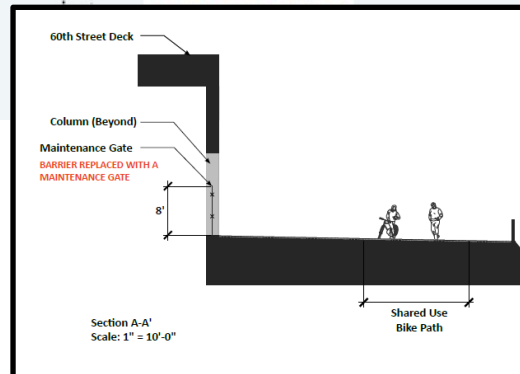 60th Street Deck
Column (Beyond)
Maintenance Gate
BARRIER REPLACED WITH A
MAINTENANCE GATE
8'
Section A-A'
Scale: 1" = 10'-0"
Shared Use
Bike Path